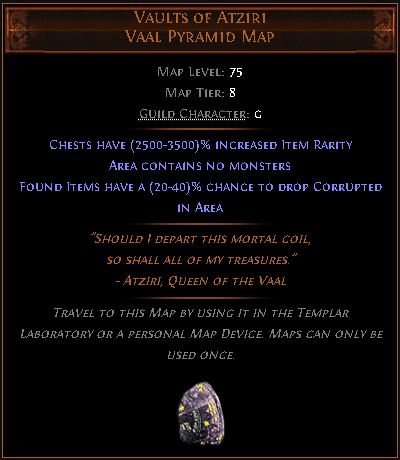 Vaults of Atziri
Vaal Pyramid Map
Map Level: 75
Map Tier: 8
Guild Character: G
Chests have (2500-3500)% increased Item Rarity
Area contains no monsters
Found Items have a (20-40)% chance to drop Corrupted
in Area
"Should I depart this mortal coil,
so shall all of my treasures."
- Atziri, Queen of the Vaal
Travel to this Map by using it in the Templar
Laboratory or a personal Map Device. Maps can only be
used once.